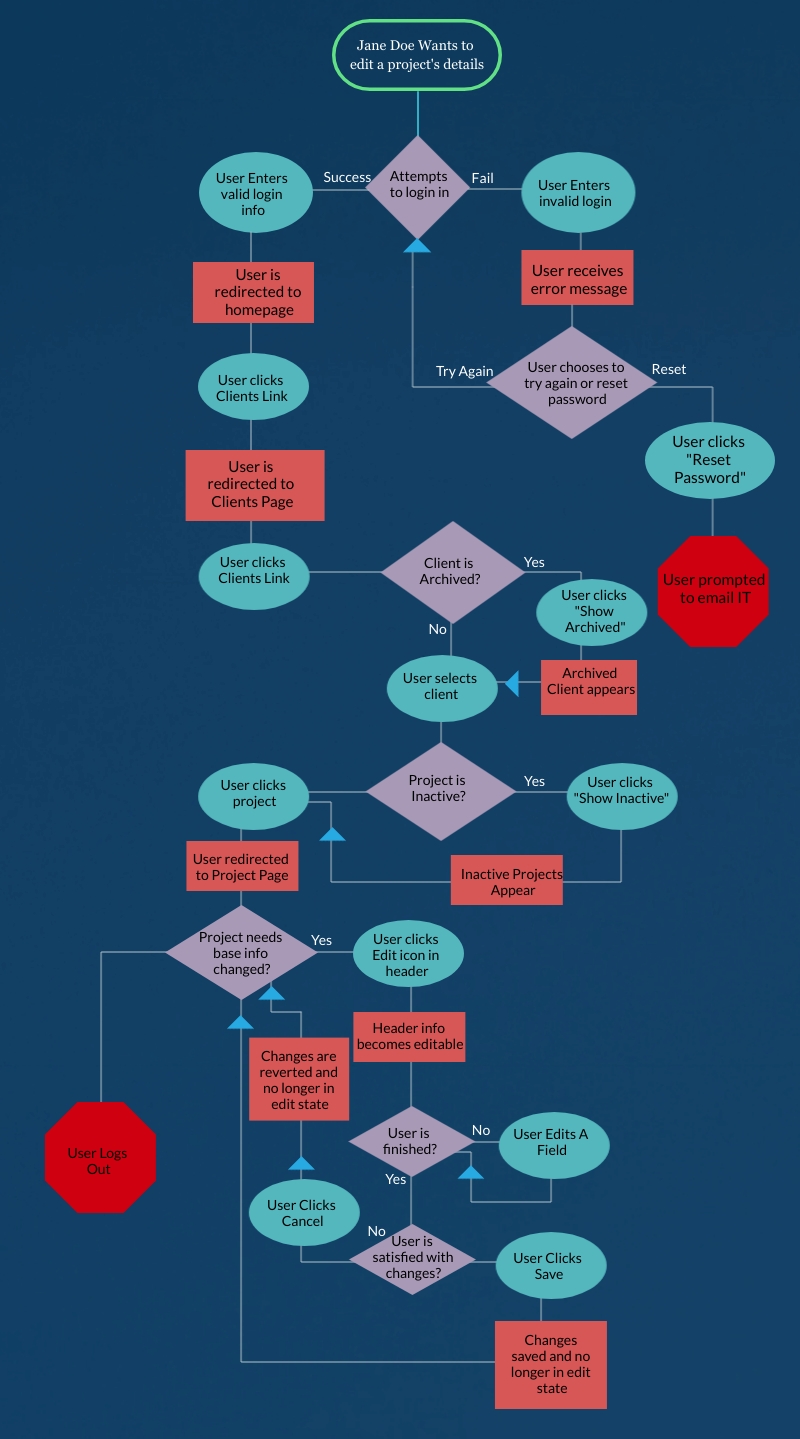 Jane Doe Wants to
edit a project's details
Attempts
to login in
Success
Fail
User Enters
valid login
info
User Enters
invalid login
User is
redirected to
homepage
User receives
error message
User clicks
Clients Link
Try Again
User chooses to
try again or reset
password
Reset
User clicks
"Reset
Password"
User is
redirected to
Clients Page
User prompted
to email IT
User clicks
Clients Link
Client is
Archived?
Yes
User clicks
"Show
Archived"
No
User selects
client
Archived
Client appears
User clicks
project
Project is
Inactive?
Yes
User clicks
"Show Inactive"
User redirected
to Project Page
Inactive Projects
Appear
Project needs
base info
changed?
Yes
User clicks
Edit icon in
header
Header info
becomes editable
Changes are
reverted and
no longer in
edit state
User Logs
Out
User is
finished?
No
User Edits A
Field
Yes
User Clicks
Cancel
No
User is
satisfied with
changes?
User Clicks
Save
Changes
saved and no
longer in edit
state